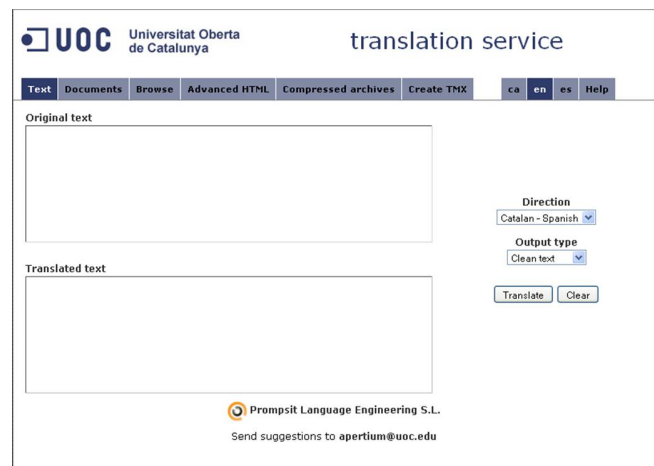 UOC
Universitat Oberta
de Catalunya
translation service
Text Documents Browse Advanced HTML Compressed archives Create TMX ca en es Help
Original text
Direction
Catalan - Spanish
Output type
Clean text
Translated text
Translate Clear
Prompsit Language Engineering S.L.
Send suggestions to apertium@uoc.edu